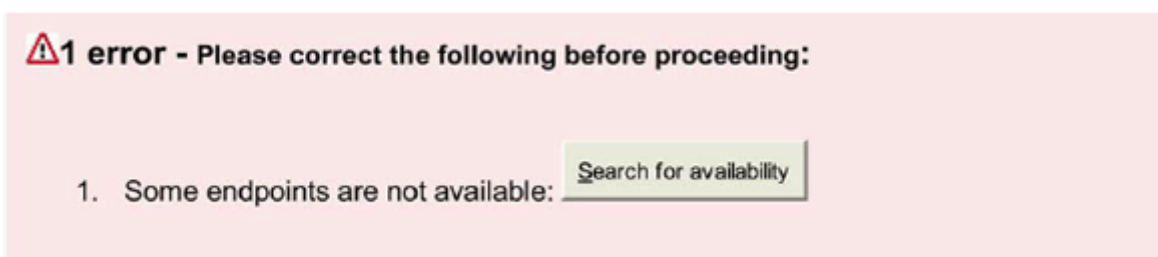 1 error - Please correct the following before proceeding:
1. Some endpoints are not available: Search for availability